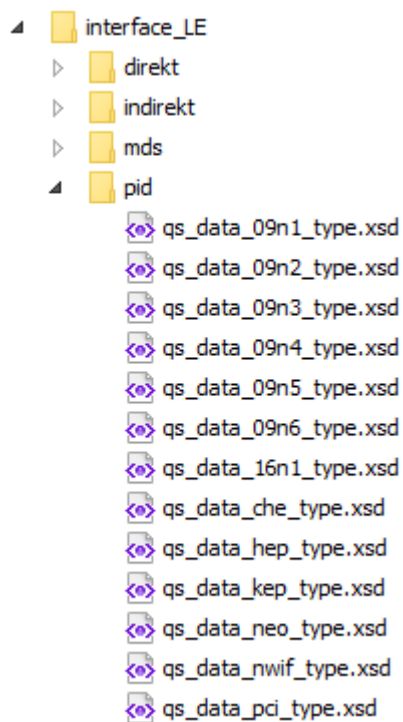 interface_LE
direkt
indirekt
mds
pid
qs_data_09n1_type.xsd
qs_data_09n2_type.xsd
qs_data_09n3_type.xsd
qs_data_09n4_type.xsd
qs_data_09n5_type.xsd
qs_data_09n6_type.xsd
qs_data_16n1_type.xsd
qs_data_che_type.xsd
qs_data_hep_type.xsd
qs_data_kep_type.xsd
qs_data_neo_type.xsd
qs_data_nwif_type.xsd
qs_data_pci_type.xsd